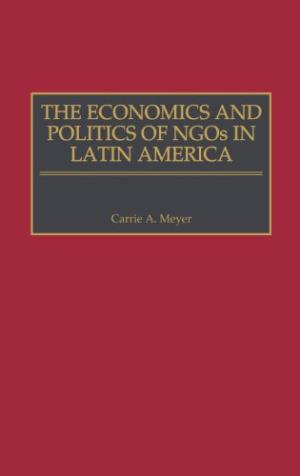 THE ECONOMICS AND
POLITICS OF NGOs IN
LATIN AMERICA
Carrie A. Meyer